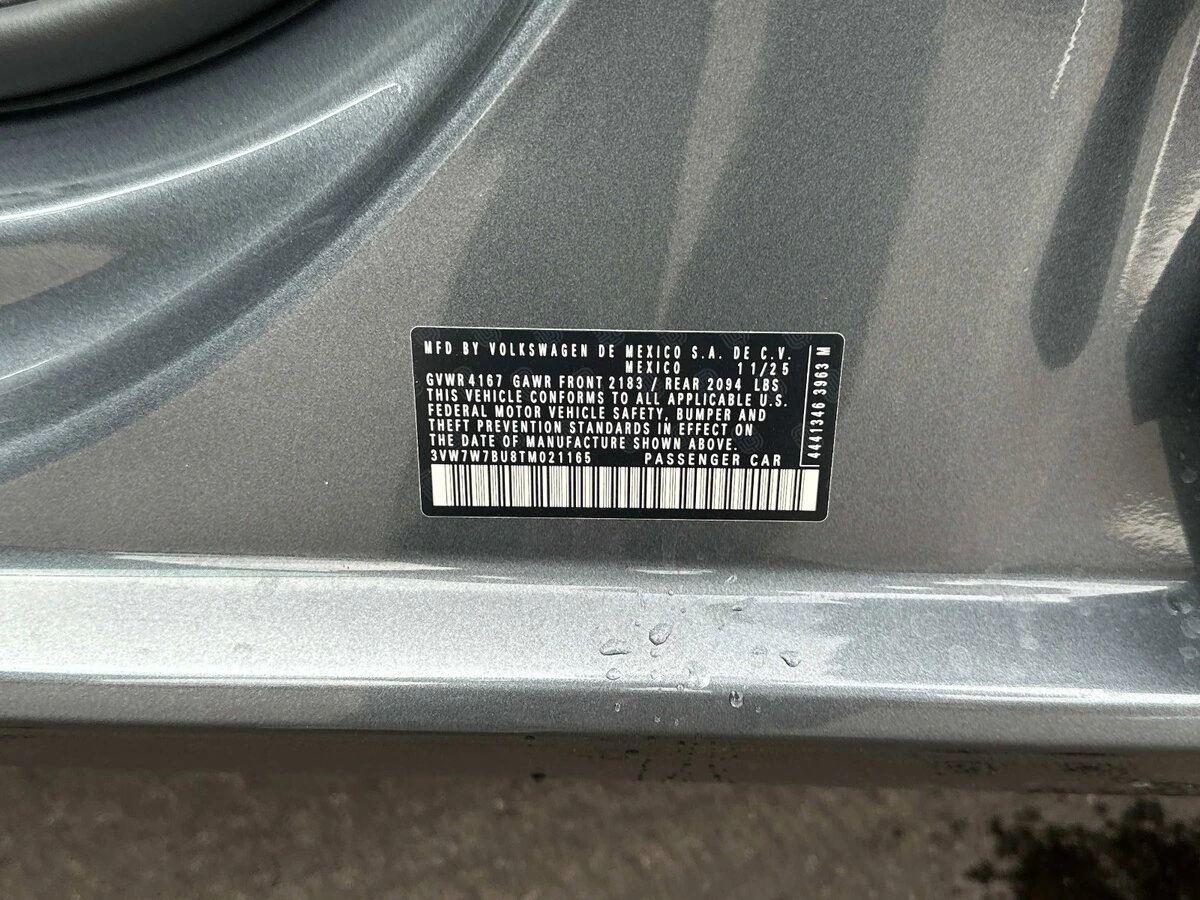 MFD BY VOLKSWAGEN DE MEXICO S.A. DE C.V.
MEXICO 11/25
GVWR 4167 GAWR FRONT 2183 / REAR 2094 LBS
THIS VEHICLE CONFORMS TO ALL APPLICABLE U.S.
FEDERAL MOTOR VEHICLE SAFETY, BUMPER AND
THEFT PREVENTION STANDARDS IN EFFECT ON
THE DATE OF MANUFACTURE SHOWN ABOVE.
3VW7W7BU8TM021165 PASSENGER CAR
4441346 3963 M